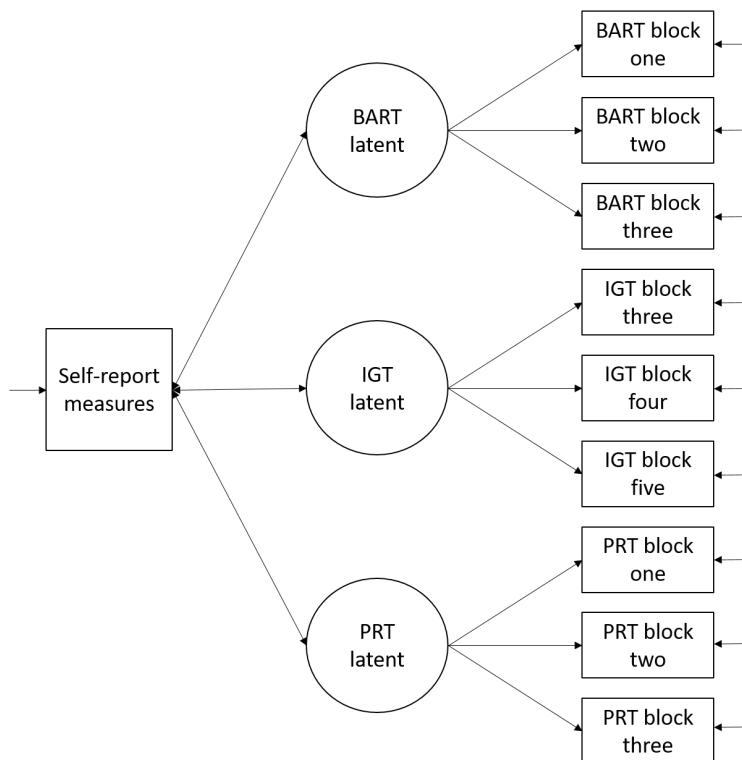 BART block
one
BART
latent
BART block
two
BART block
three
IGT block
three
Self-report
measures
IGT
latent
IGT block
four
IGT block
five
PRT block
one
PRT
latent
PRT block
two
PRT block
three